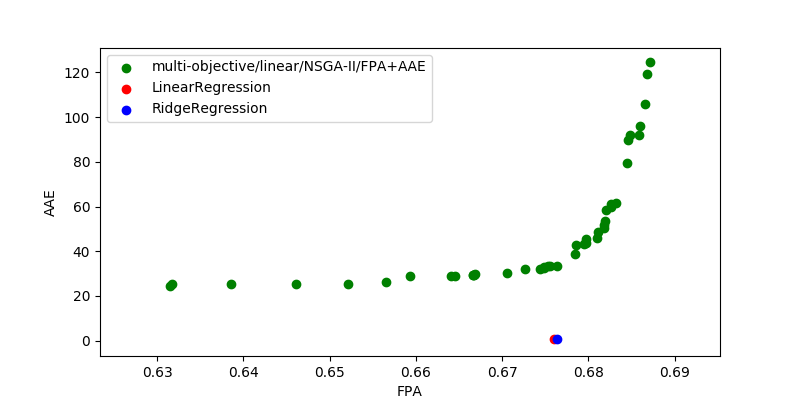 multi-objective/linear/NSGA-II/FPA+AAE
LinearRegression
RidgeRegression
120
100
80
60
40
20
0
AAE
0.63 0.64 0.65 0.66 0.67 0.68 0.69
FPA